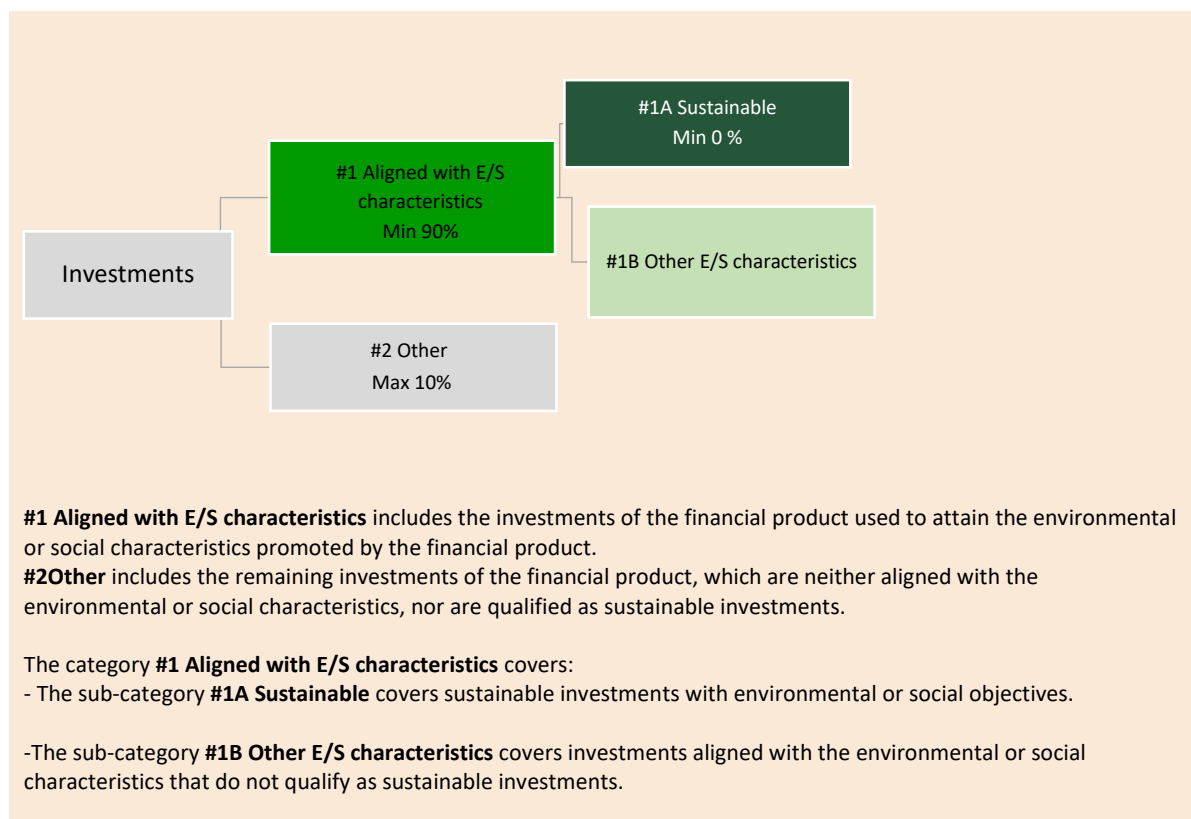 #1A Sustainable
Min 0 %
#1 Aligned with E/S
characteristics
Min 90%
#1B Other E/S characteristics
Investments
#2 Other
Max 10%
#1 Aligned with E/S characteristics includes the investments of the financial product used to attain the environmental
or social characteristics promoted by the financial product.
#2Other includes the remaining investments of the financial product, which are neither aligned with the
environmental or social characteristics, nor are qualified as sustainable investments.
The category #1 Aligned with E/S characteristics covers:
- The sub-category #1A Sustainable covers sustainable investments with environmental or social objectives.
-The sub-category #1B Other E/S characteristics covers investments aligned with the environmental or social
characteristics that do not qualify as sustainable investments.